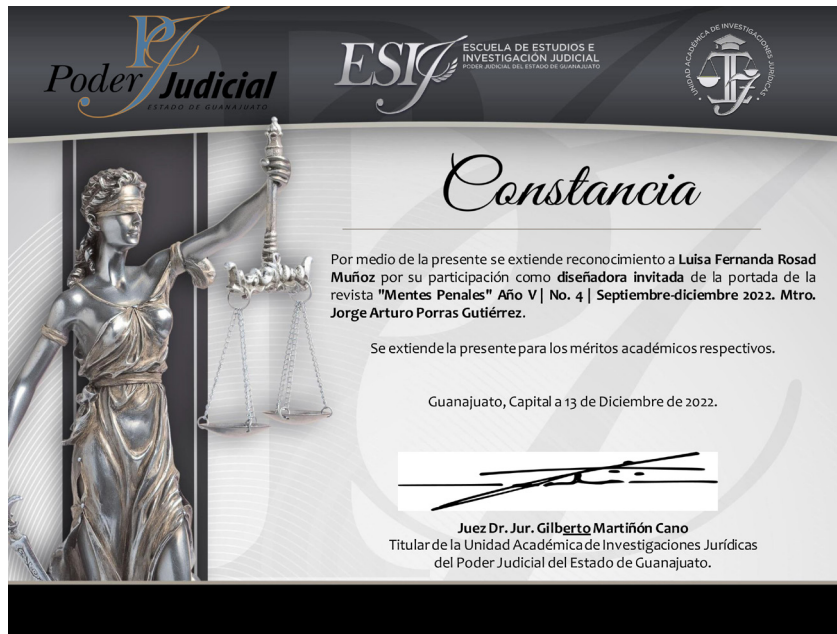 PJ
Poder Judicial
ESTADO DE GUANAJUATO
ESIJ
ESCUELA DE ESTUDIOS E
INVESTIGACIÓN JUDICIAL
PODER JUDICIAL DEL ESTADO DE GUANAJUATO
UNIDAD ACADÉMICA DE INVESTIGACIONES JURÍDICAS
Constancia
Por medio de la presente se extiende reconocimiento a Luisa Fernanda Rosad
Muñoz por su participación como diseñadora invitada de la portada de la
revista "Mentes Penales" Año V | No. 4 | Septiembre-diciembre 2022. Mtro.
Jorge Arturo Porras Gutiérrez.
Se extiende la presente para los méritos académicos respectivos.
Guanajuato, Capital a 13 de Diciembre de 2022.
Juez Dr. Jur. Gilberto Martiñón Cano
Titular de la Unidad Académica de Investigaciones Jurídicas
del Poder Judicial del Estado de Guanajuato.